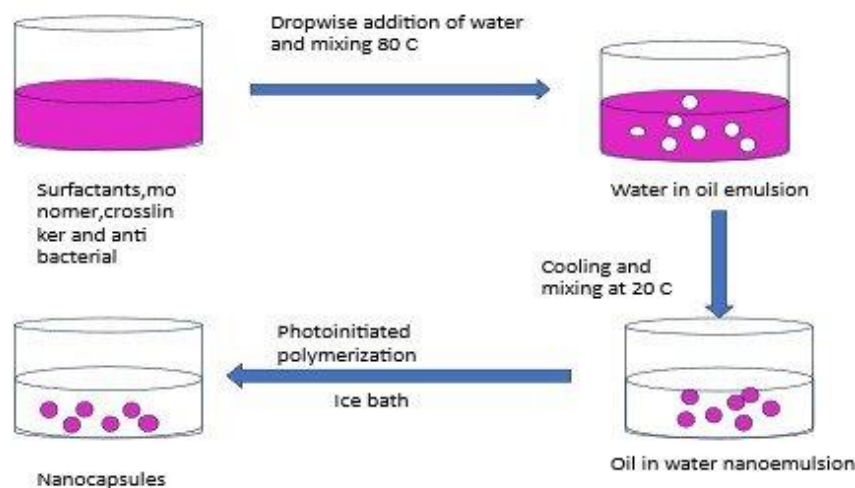 Dropwise addition of water
and mixing 80 C
Surfactants,mo
nomer,crosslin
ker and anti
bacterial
Water in oil emulsion
Cooling and
mixing at 20 C
Photoinitiated
polymerization
Ice bath
Oil in water nanoemulsion
Nanocapsules